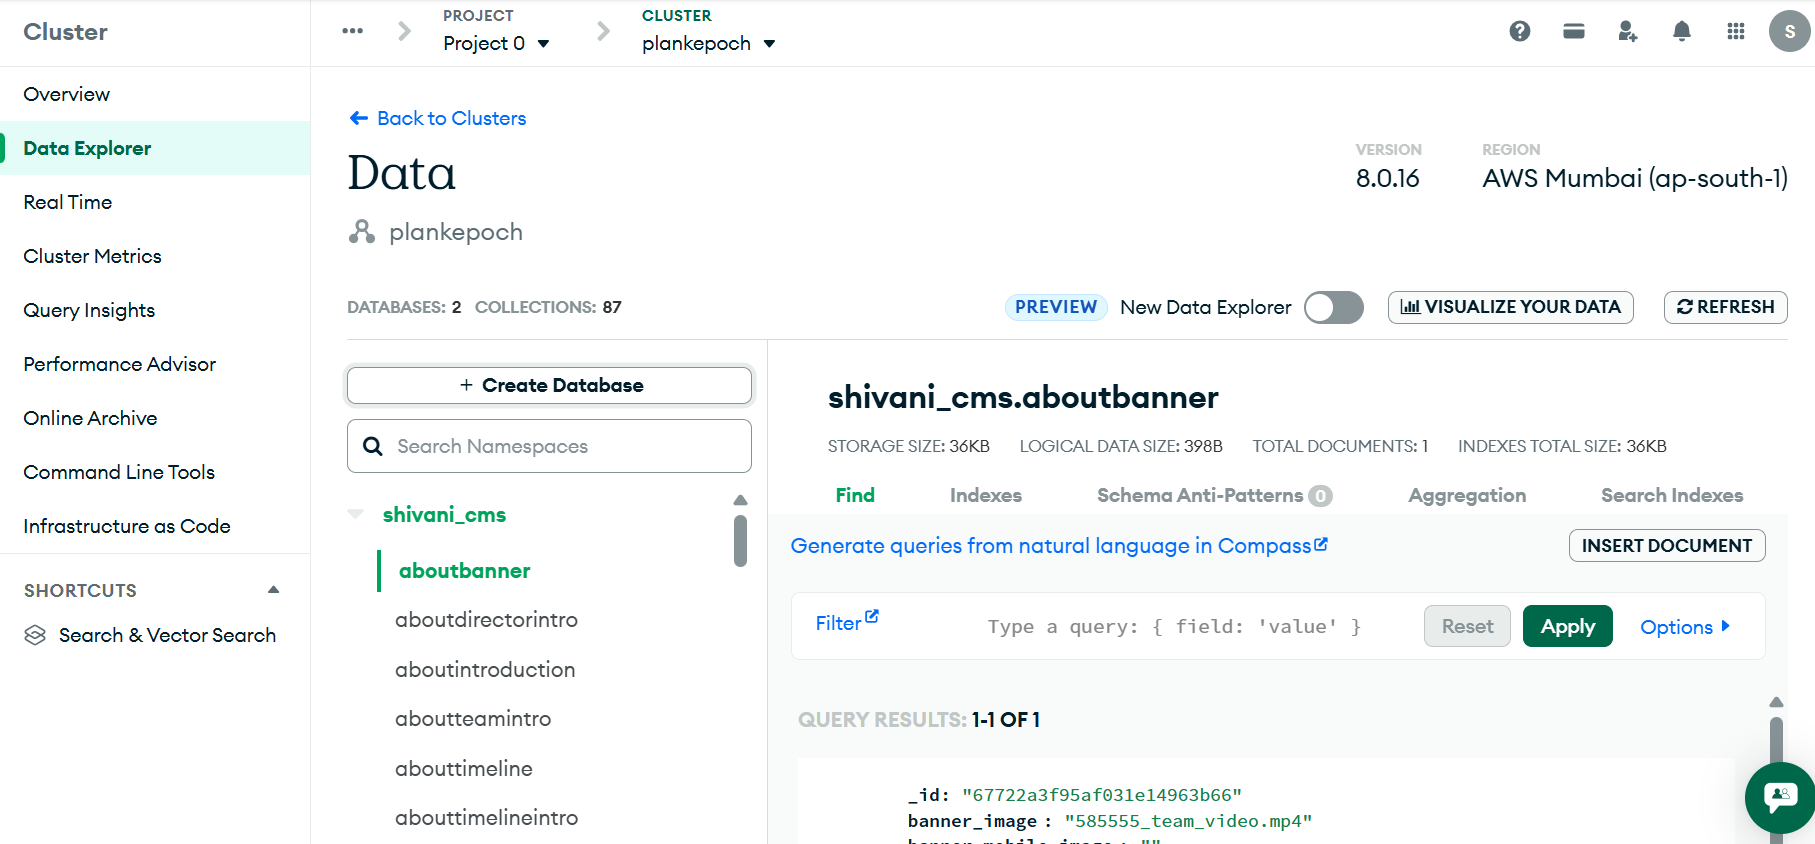 Cluster
PROJECT
Project 0
CLUSTER
plankepoch
S
Overview
Data Explorer
Real Time
Cluster Metrics
Query Insights
Performance Advisor
Online Archive
Command Line Tools
Infrastructure as Code
SHORTCUTS
Search & Vector Search
Back to Clusters
Data
plankepoch
VERSION
8.0.16
REGION
AWS Mumbai (ap-south-1)
DATABASES: 2 COLLECTIONS: 87
PREVIEW New Data Explorer
VISUALIZE YOUR DATA
REFRESH
+ Create Database
Search Namespaces
shivani_cms
aboutbanner
aboutdirectorintro
aboutintroduction
aboutteamintro
abouttimeline
abouttimelineintro
shivani_cms.aboutbanner
STORAGE SIZE: 36KB LOGICAL DATA SIZE: 398B TOTAL DOCUMENTS: 1 INDEXES TOTAL SIZE: 36KB
Find Indexes Schema Anti-Patterns 0 Aggregation Search Indexes
Generate queries from natural language in Compass
INSERT DOCUMENT
Filter
Type a query: { field: 'value' }
Reset
Apply
Options
QUERY RESULTS: 1-1 OF 1
_id: "67722a3f95af031e14963b66"
banner_image : "585555_team_video.mp4"
banner_mobile_image : ""